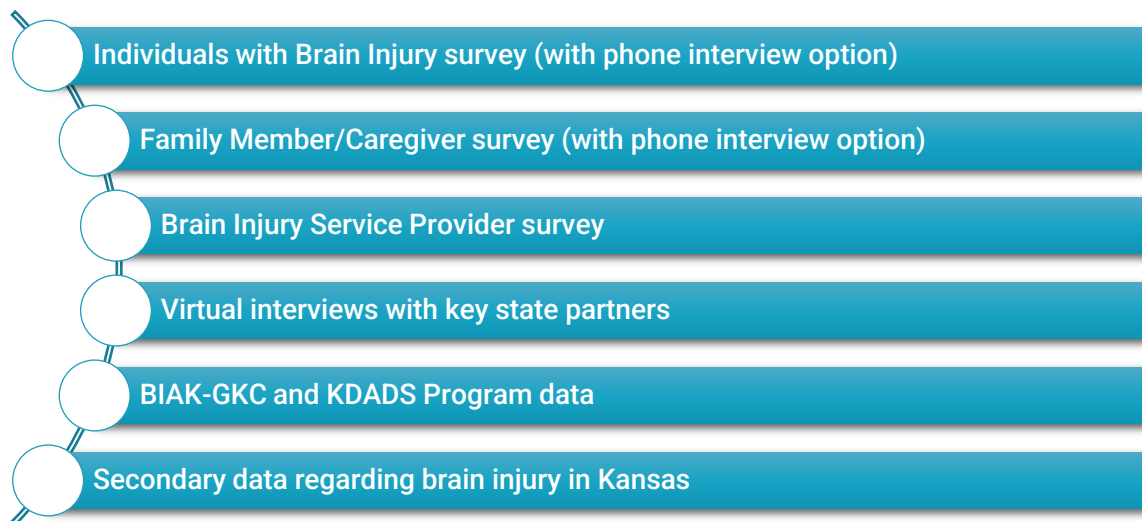 Individuals with Brain Injury survey (with phone interview option)
Family Member/Caregiver survey (with phone interview option)
Brain Injury Service Provider survey
Virtual interviews with key state partners
BIAK-GKC and KDADS Program data
Secondary data regarding brain injury in Kansas